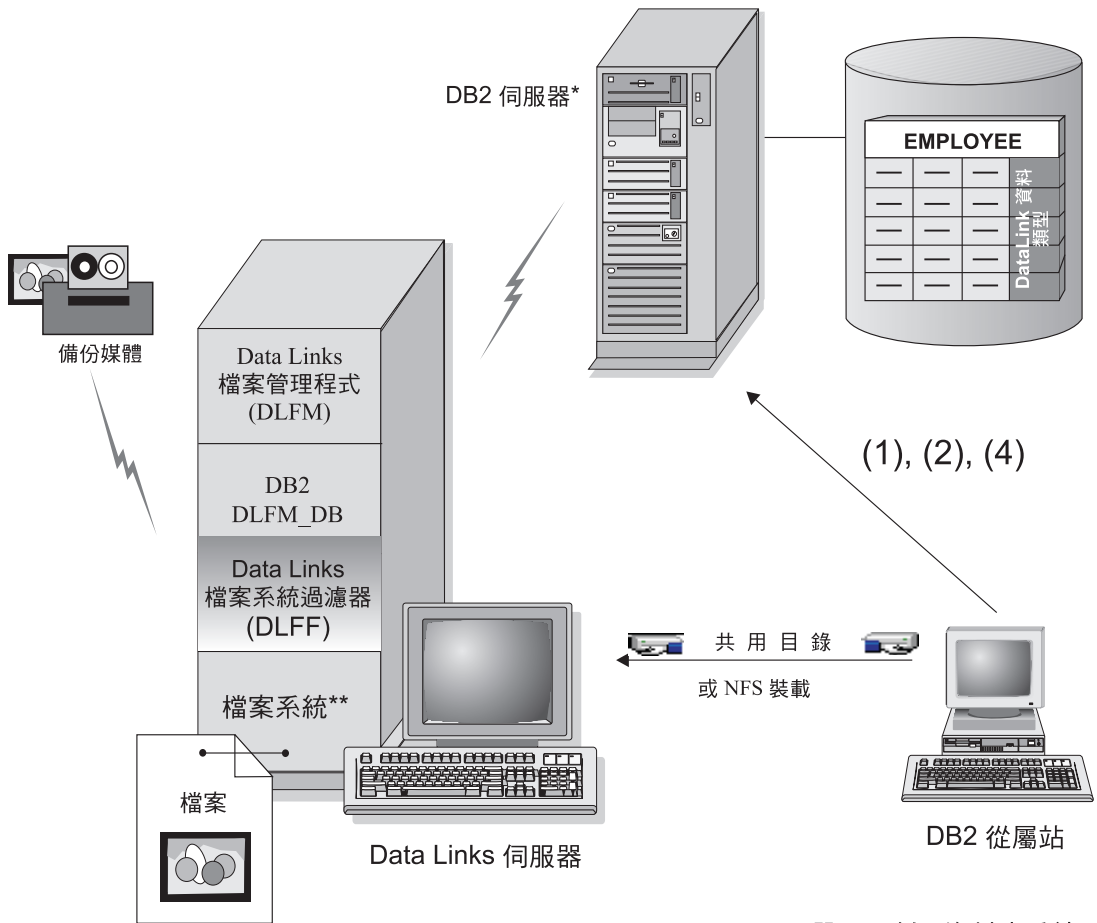 DB2 伺服器*
EMPLOYEE
DataLink 資料
類型
備份媒體
Data Links
檔案管理程式
(DLFM)
DB2
DLFM_DB
Data Links
檔案系統過濾器
(DLFF)
檔案系統**
檔案
Data Links 伺服器
(1), (2), (4)
共用目錄
或 NFS 裝載
DB2 從屬站